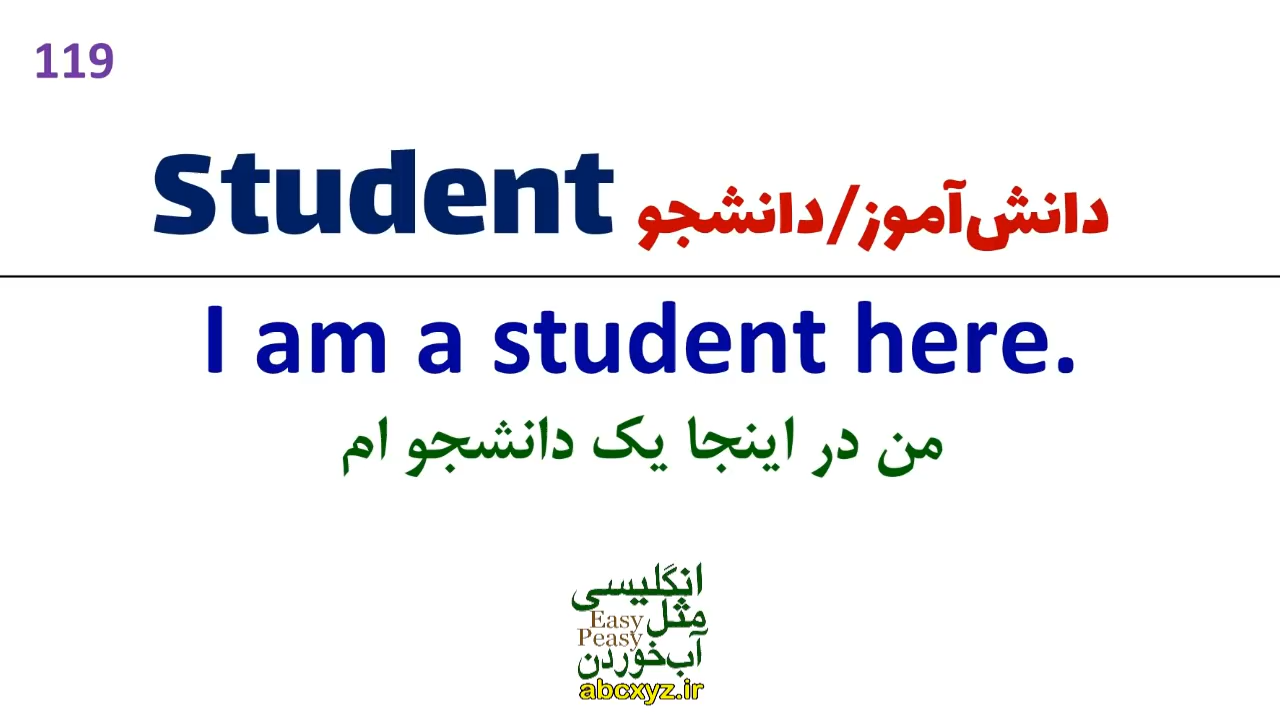 119
Student دانش‌آموز/دانشجو
I am a student here.
من در اینجا یک دانشجو ام
انگلیسی
مثل Easy
Peasy
آب‌خوردن
abcxyz.ir